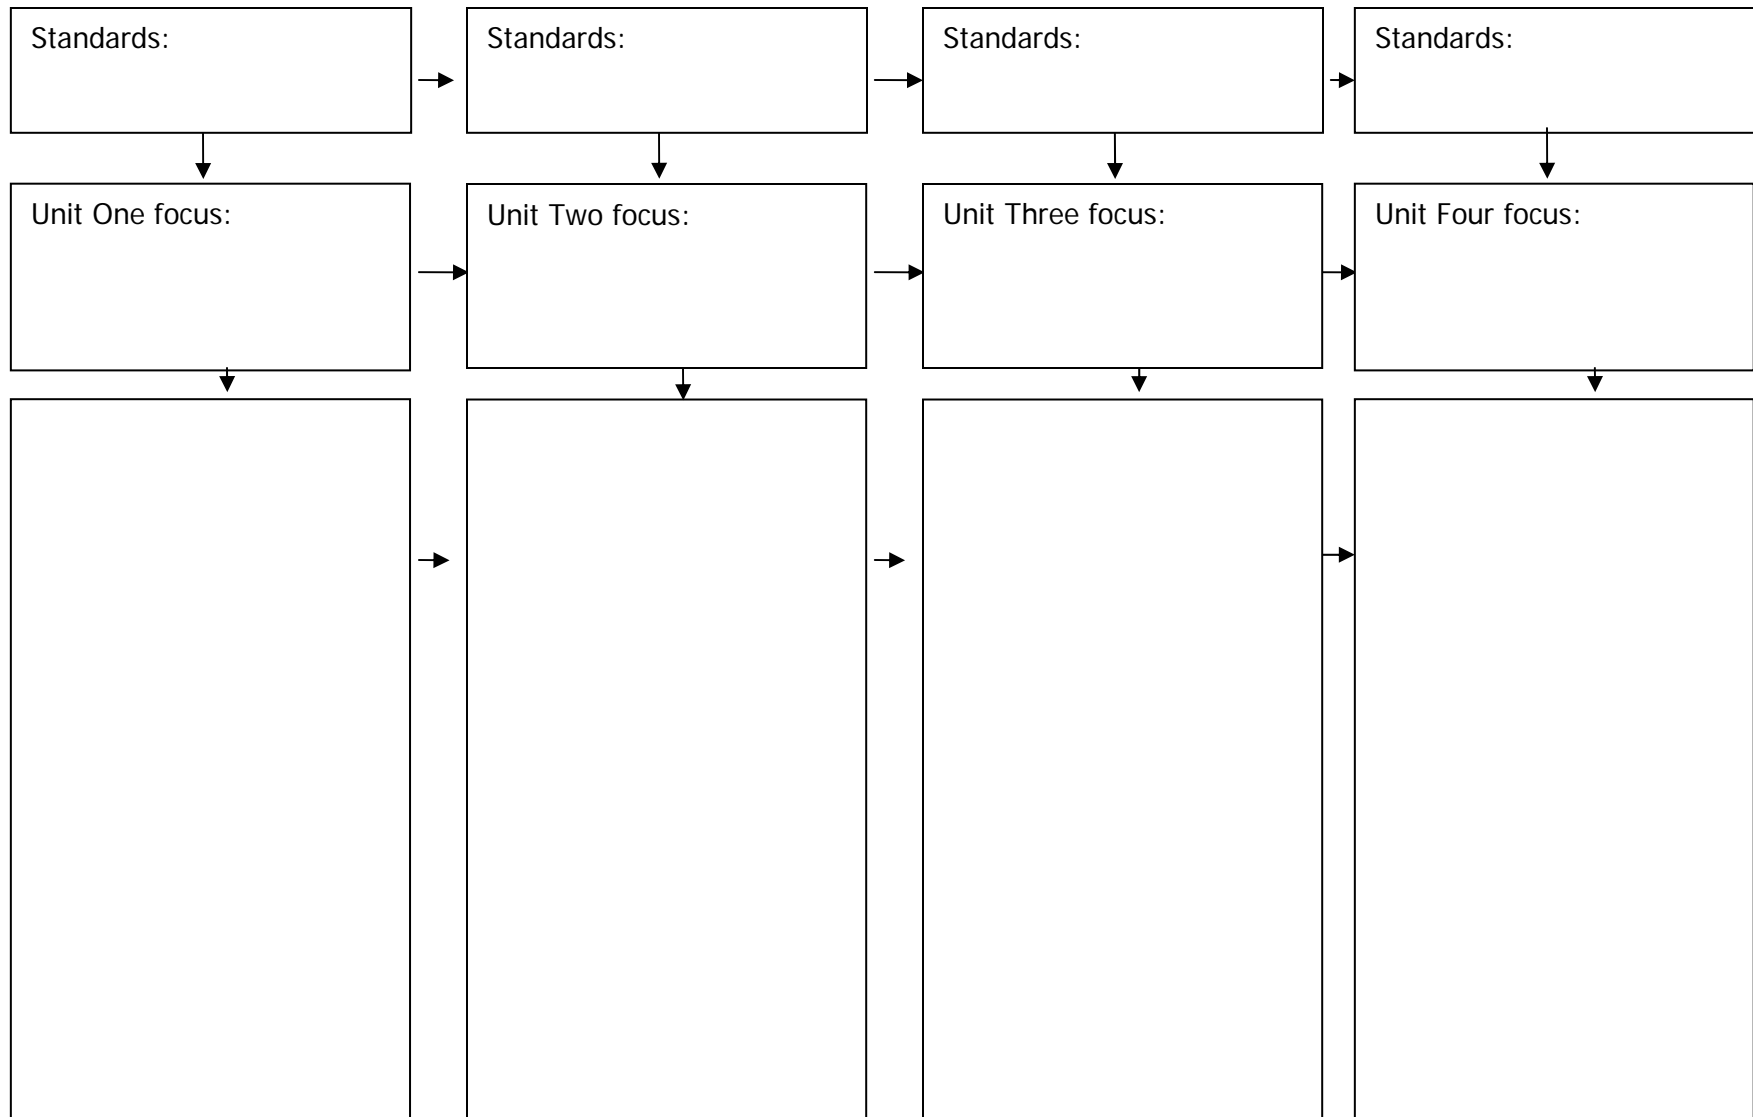 Standards:
Standards:
Standards:
Standards:
Unit One focus:
Unit Two focus:
Unit Three focus:
Unit Four focus: